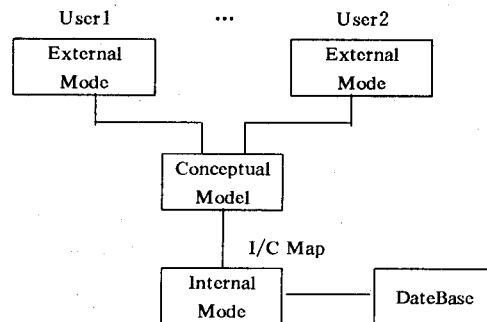 User1 ... User2
External Mode
External Mode
Conceptual Model
I/C Map
Internal Mode
DateBase